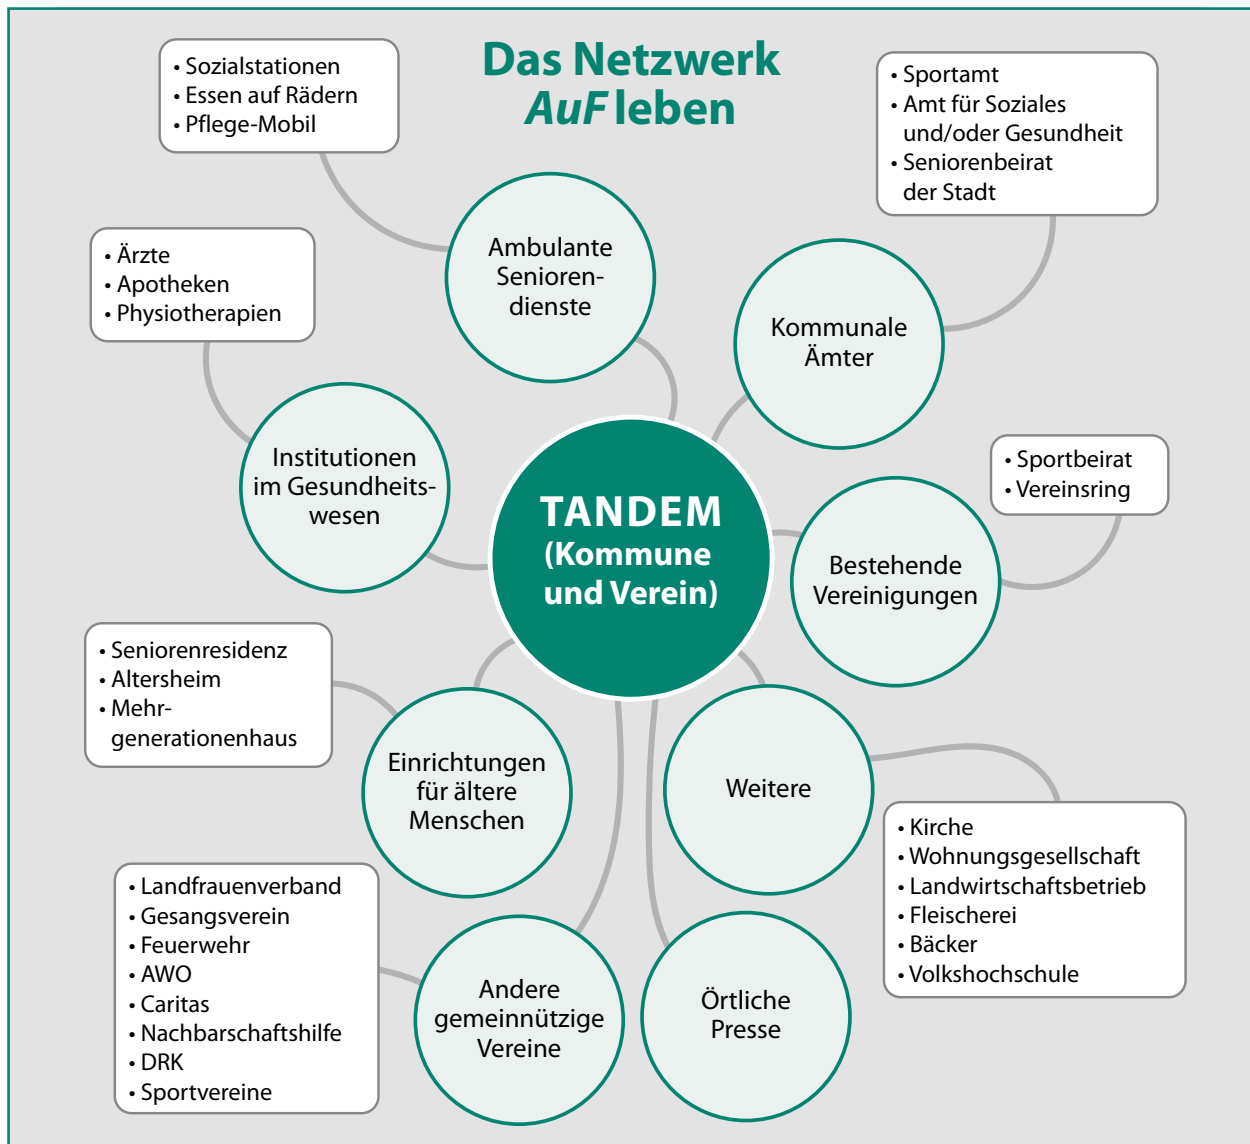 Das Netzwerk
AuF leben
• Sozialstationen
• Essen auf Rädern
• Pflege-Mobil
• Sportamt
• Amt für Soziales
und/oder Gesundheit
• Seniorenbeirat
der Stadt
Ambulante
Senioren-
dienste
• Ärzte
• Apotheken
• Physiotherapien
Kommunale
Ämter
Institutionen
im Gesundheits-
wesen
• Sportbeirat
• Vereinsring
TANDEM
(Kommune
und Verein)
Bestehende
Vereinigungen
• Seniorenresidenz
• Altersheim
• Mehr-
generationenhaus
Einrichtungen
für ältere
Menschen
Weitere
• Kirche
• Wohnungsgesellschaft
• Landwirtschaftsbetrieb
• Fleischerei
• Bäcker
• Volkshochschule
• Landfrauenverband
• Gesangsverein
• Feuerwehr
• AWO
• Caritas
• Nachbarschaftshilfe
• DRK
• Sportvereine
Andere
gemeinnützige
Vereine
Örtliche
Presse